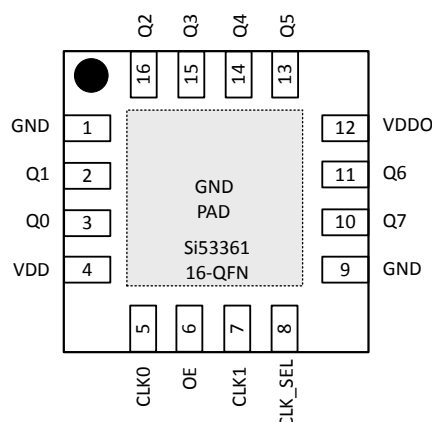 Q2
Q3
Q4
Q5
16
15
14
13
GND
1
12
VDDO
Q1
2
11
Q6
Q0
3
10
Q7
VDD
4
9
GND
GND
PAD
Si53361
16-QFN
5
6
7
8
CLK0
OE
CLK1
CLK_SEL